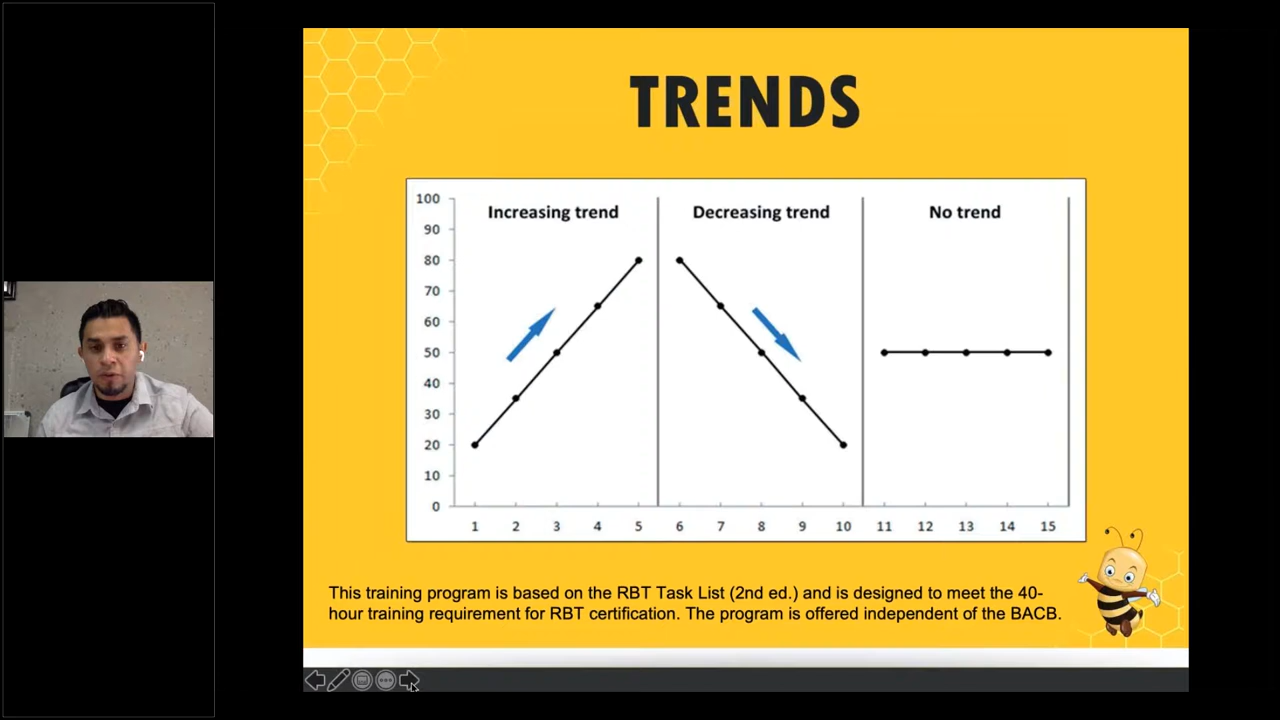 TRENDS
Increasing trend
Decreasing trend
No trend
100
90
80
70
60
50
40
30
20
10
0
1 2 3 4 5 6 7 8 9 10 11 12 13 14 15
This training program is based on the RBT Task List (2nd ed.) and is designed to meet the 40-
hour training requirement for RBT certification. The program is offered independent of the BACB.